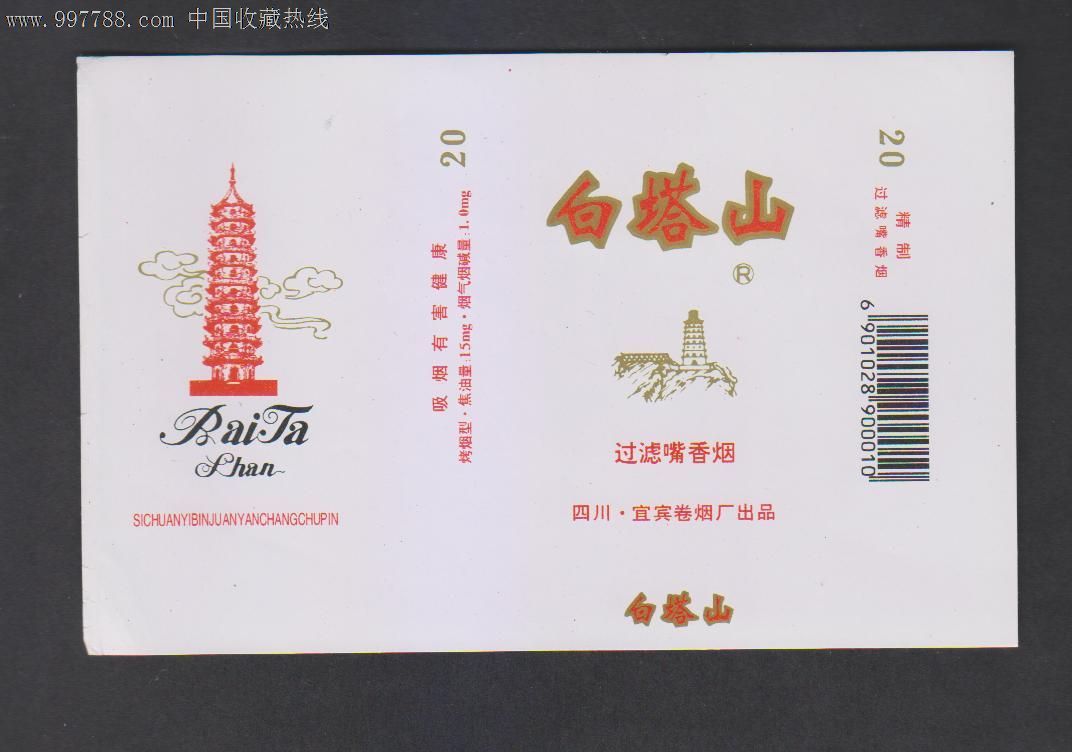 www.997788.com 中国收藏热线
BaiTa
Shan
SICHUANYIBINJUANYANCHANGCHUPIN
20
吸烟有害健康
烤烟型·焦油量:15mg·烟气烟碱量:1.0mg
白塔山
®
过滤嘴香烟
四川·宜宾卷烟厂出品
白塔山
20
精制
过滤嘴香烟
6901028900010